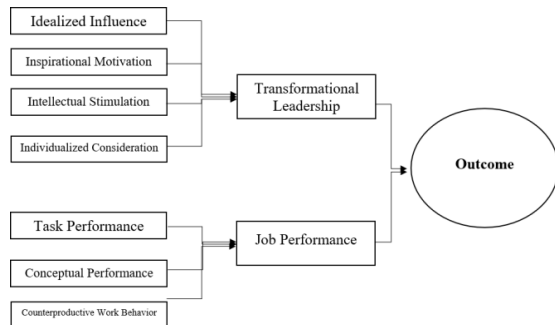 Idealized Influence
Inspirational Motivation
Intellectual Stimulation
Individualized Consideration
Transformational
Leadership
Outcome
Task Performance
Conceptual Performance
Counterproductive Work Behavior
Job Performance